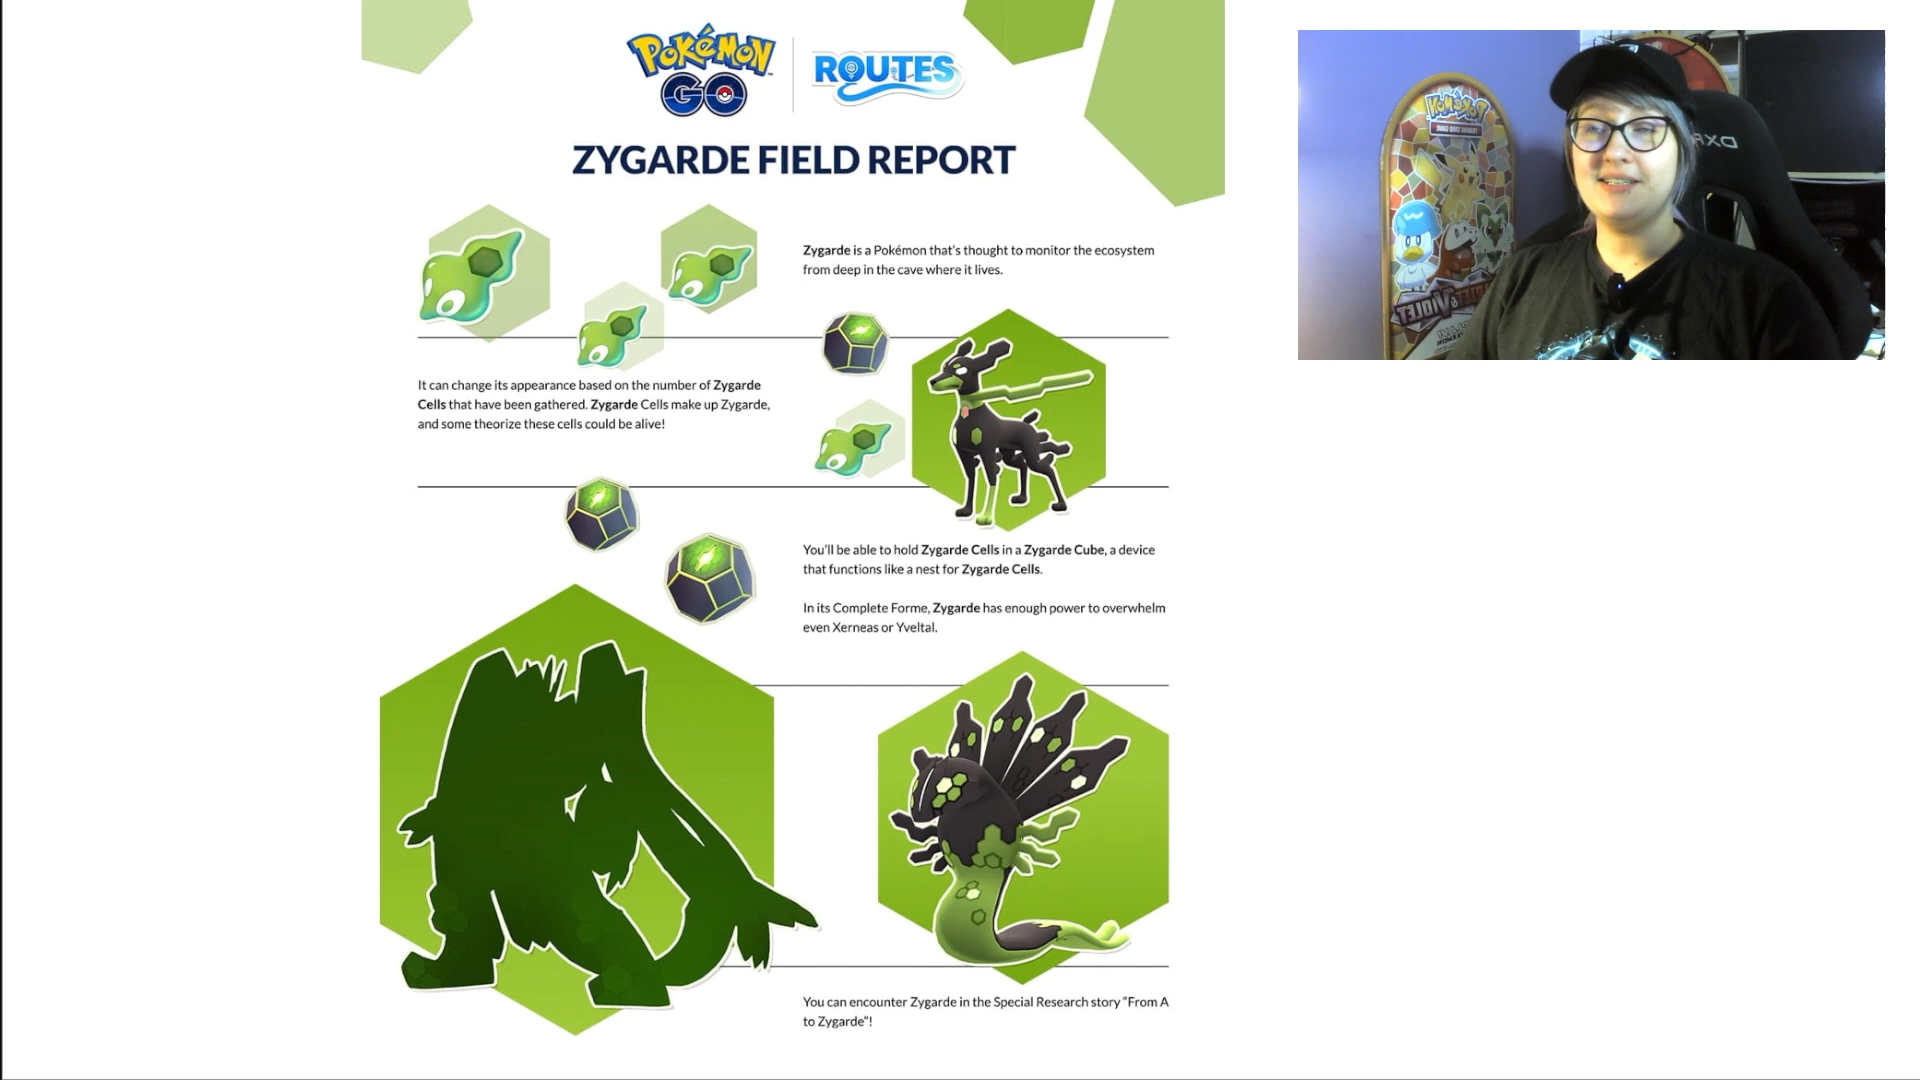 POKéMON
GO
ROUTES
ZYGARDE FIELD REPORT
Zygarde is a Pokémon that's thought to monitor the ecosystem
from deep in the cave where it lives.
It can change its appearance based on the number of Zygarde
Cells that have been gathered. Zygarde Cells make up Zygarde,
and some theorize these cells could be alive!
You'll be able to hold Zygarde Cells in a Zygarde Cube, a device
that functions like a nest for Zygarde Cells.
In its Complete Forme, Zygarde has enough power to overwhelm
even Xerneas or Yveltal.
You can encounter Zygarde in the Special Research story "From A
to Zygarde"!
POKéMON
VIOLET